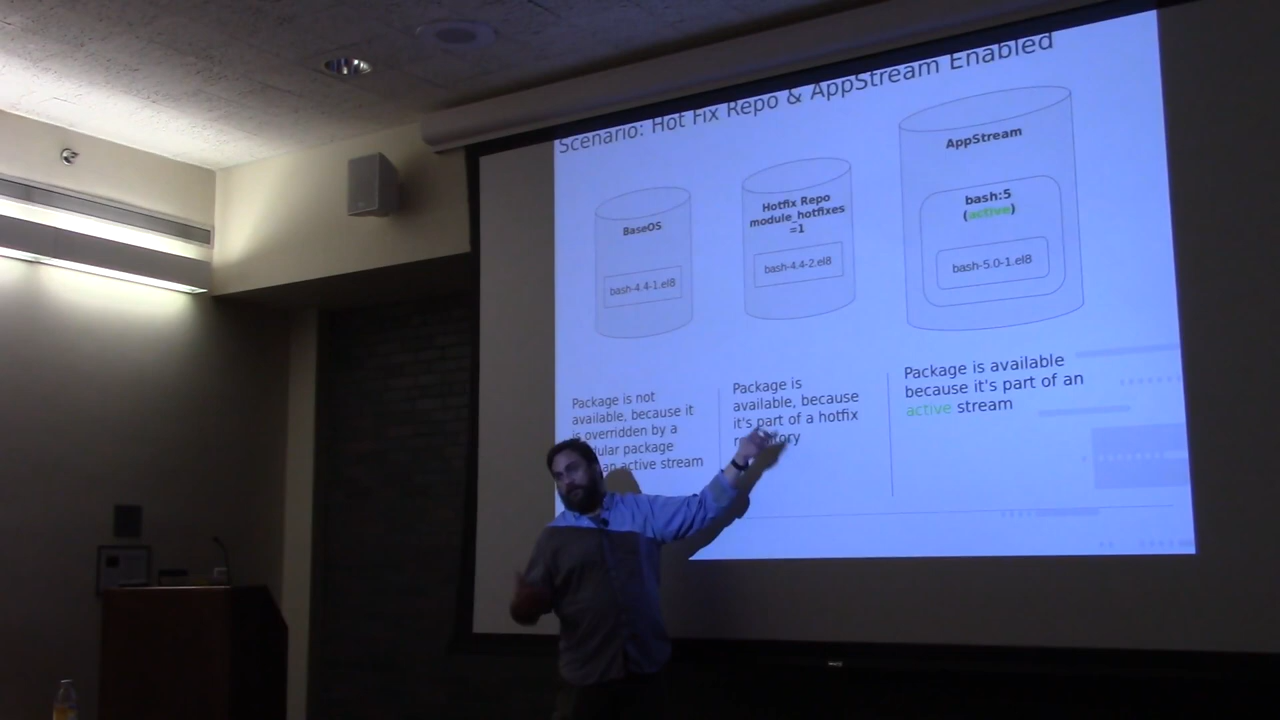 Scenario: Hot Fix Repo & AppStream Enabled
BaseOS
bash-4.4-1.el8
Hotfix Repo
module_hotfixes
=1
bash-4.4-2.el8
AppStream
bash:5
(active)
bash-5.0-1.el8
Package is not
available, because it
is overridden by a
package
an active stream
Package is
available, because
it's part of a hotfix
Package is available
because it's part of an
active stream